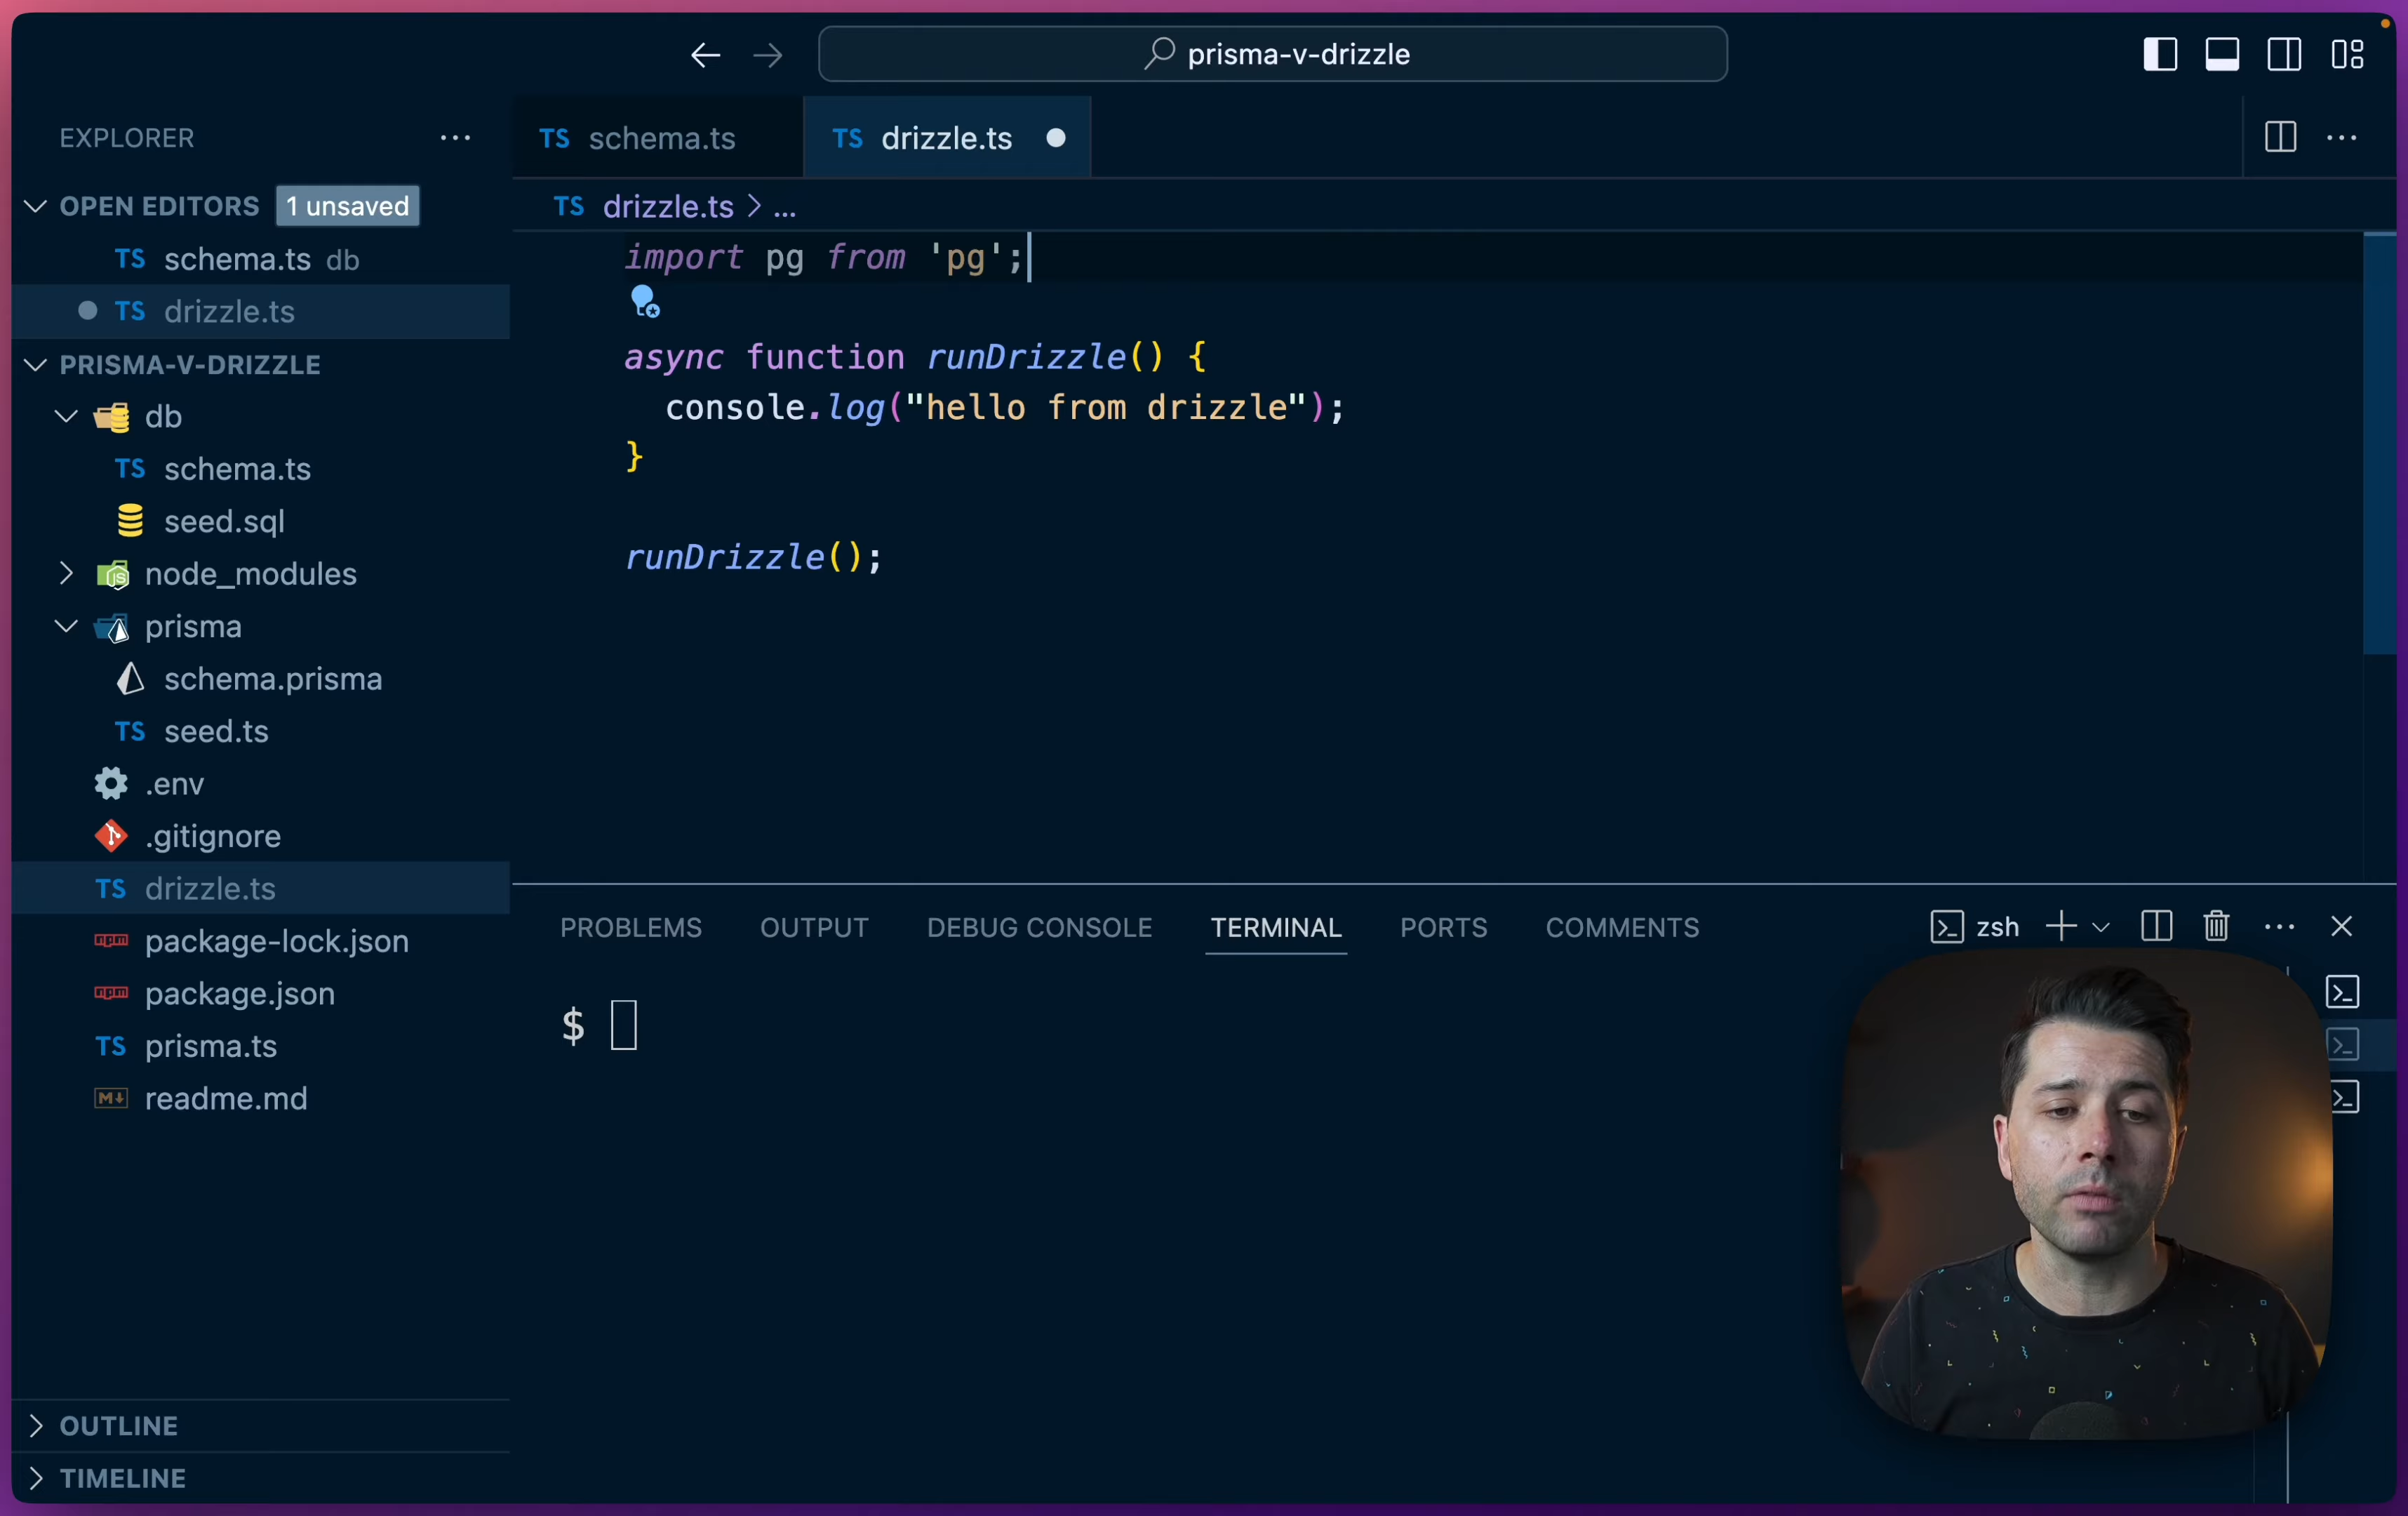 prisma-v-drizzle
EXPLORER
TS schema.ts
TS drizzle.ts
OPEN EDITORS 1 unsaved
TS drizzle.ts > ...
TS schema.ts db
TS drizzle.ts
PRISMA-V-DRIZZLE
db
TS schema.ts
seed.sql
node_modules
prisma
schema.prisma
TS seed.ts
.env
.gitignore
TS drizzle.ts
package-lock.json
package.json
TS prisma.ts
readme.md
OUTLINE
TIMELINE
import pg from 'pg';
async function runDrizzle() {
console.log("hello from drizzle");
}
runDrizzle();
PROBLEMS OUTPUT DEBUG CONSOLE TERMINAL PORTS COMMENTS
zsh
$